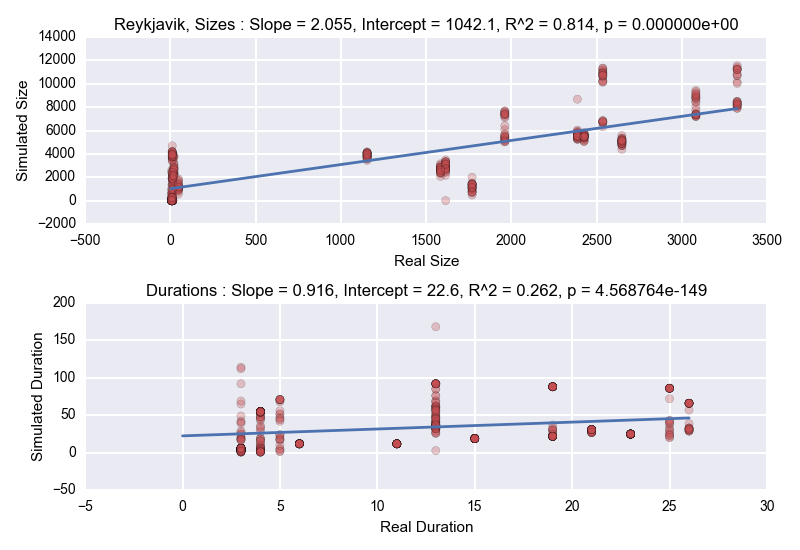 Reykjavik, Sizes : Slope = 2.055, Intercept = 1042.1, R^2 = 0.814, p = 0.000000e+00
14000
12000
10000
8000
6000
4000
2000
0
−2000
Simulated Size
−500 0 500 1000 1500 2000 2500 3000 3500
Real Size
Durations : Slope = 0.916, Intercept = 22.6, R^2 = 0.262, p = 4.568764e-149
200
150
100
50
0
−50
Simulated Duration
−5 0 5 10 15 20 25 30
Real Duration